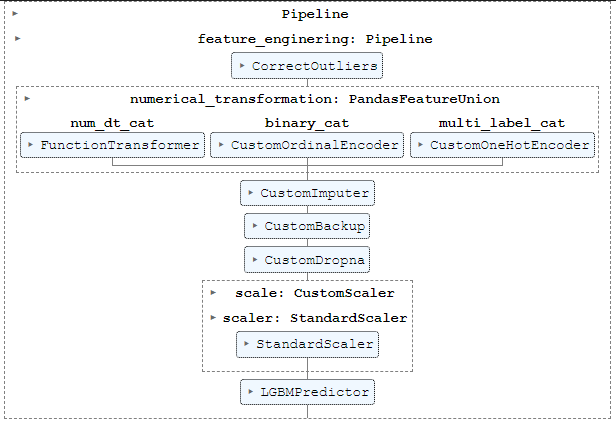 Pipeline
feature_enginering: Pipeline
CorrectOutliers
numerical_transformation: PandasFeatureUnion
num_dt_cat binary_cat multi_label_cat
FunctionTransformer CustomOrdinalEncoder CustomOneHotEncoder
CustomImputer
CustomBackup
CustomDropna
scale: CustomScaler
scaler: StandardScaler
StandardScaler
LGBMPredictor